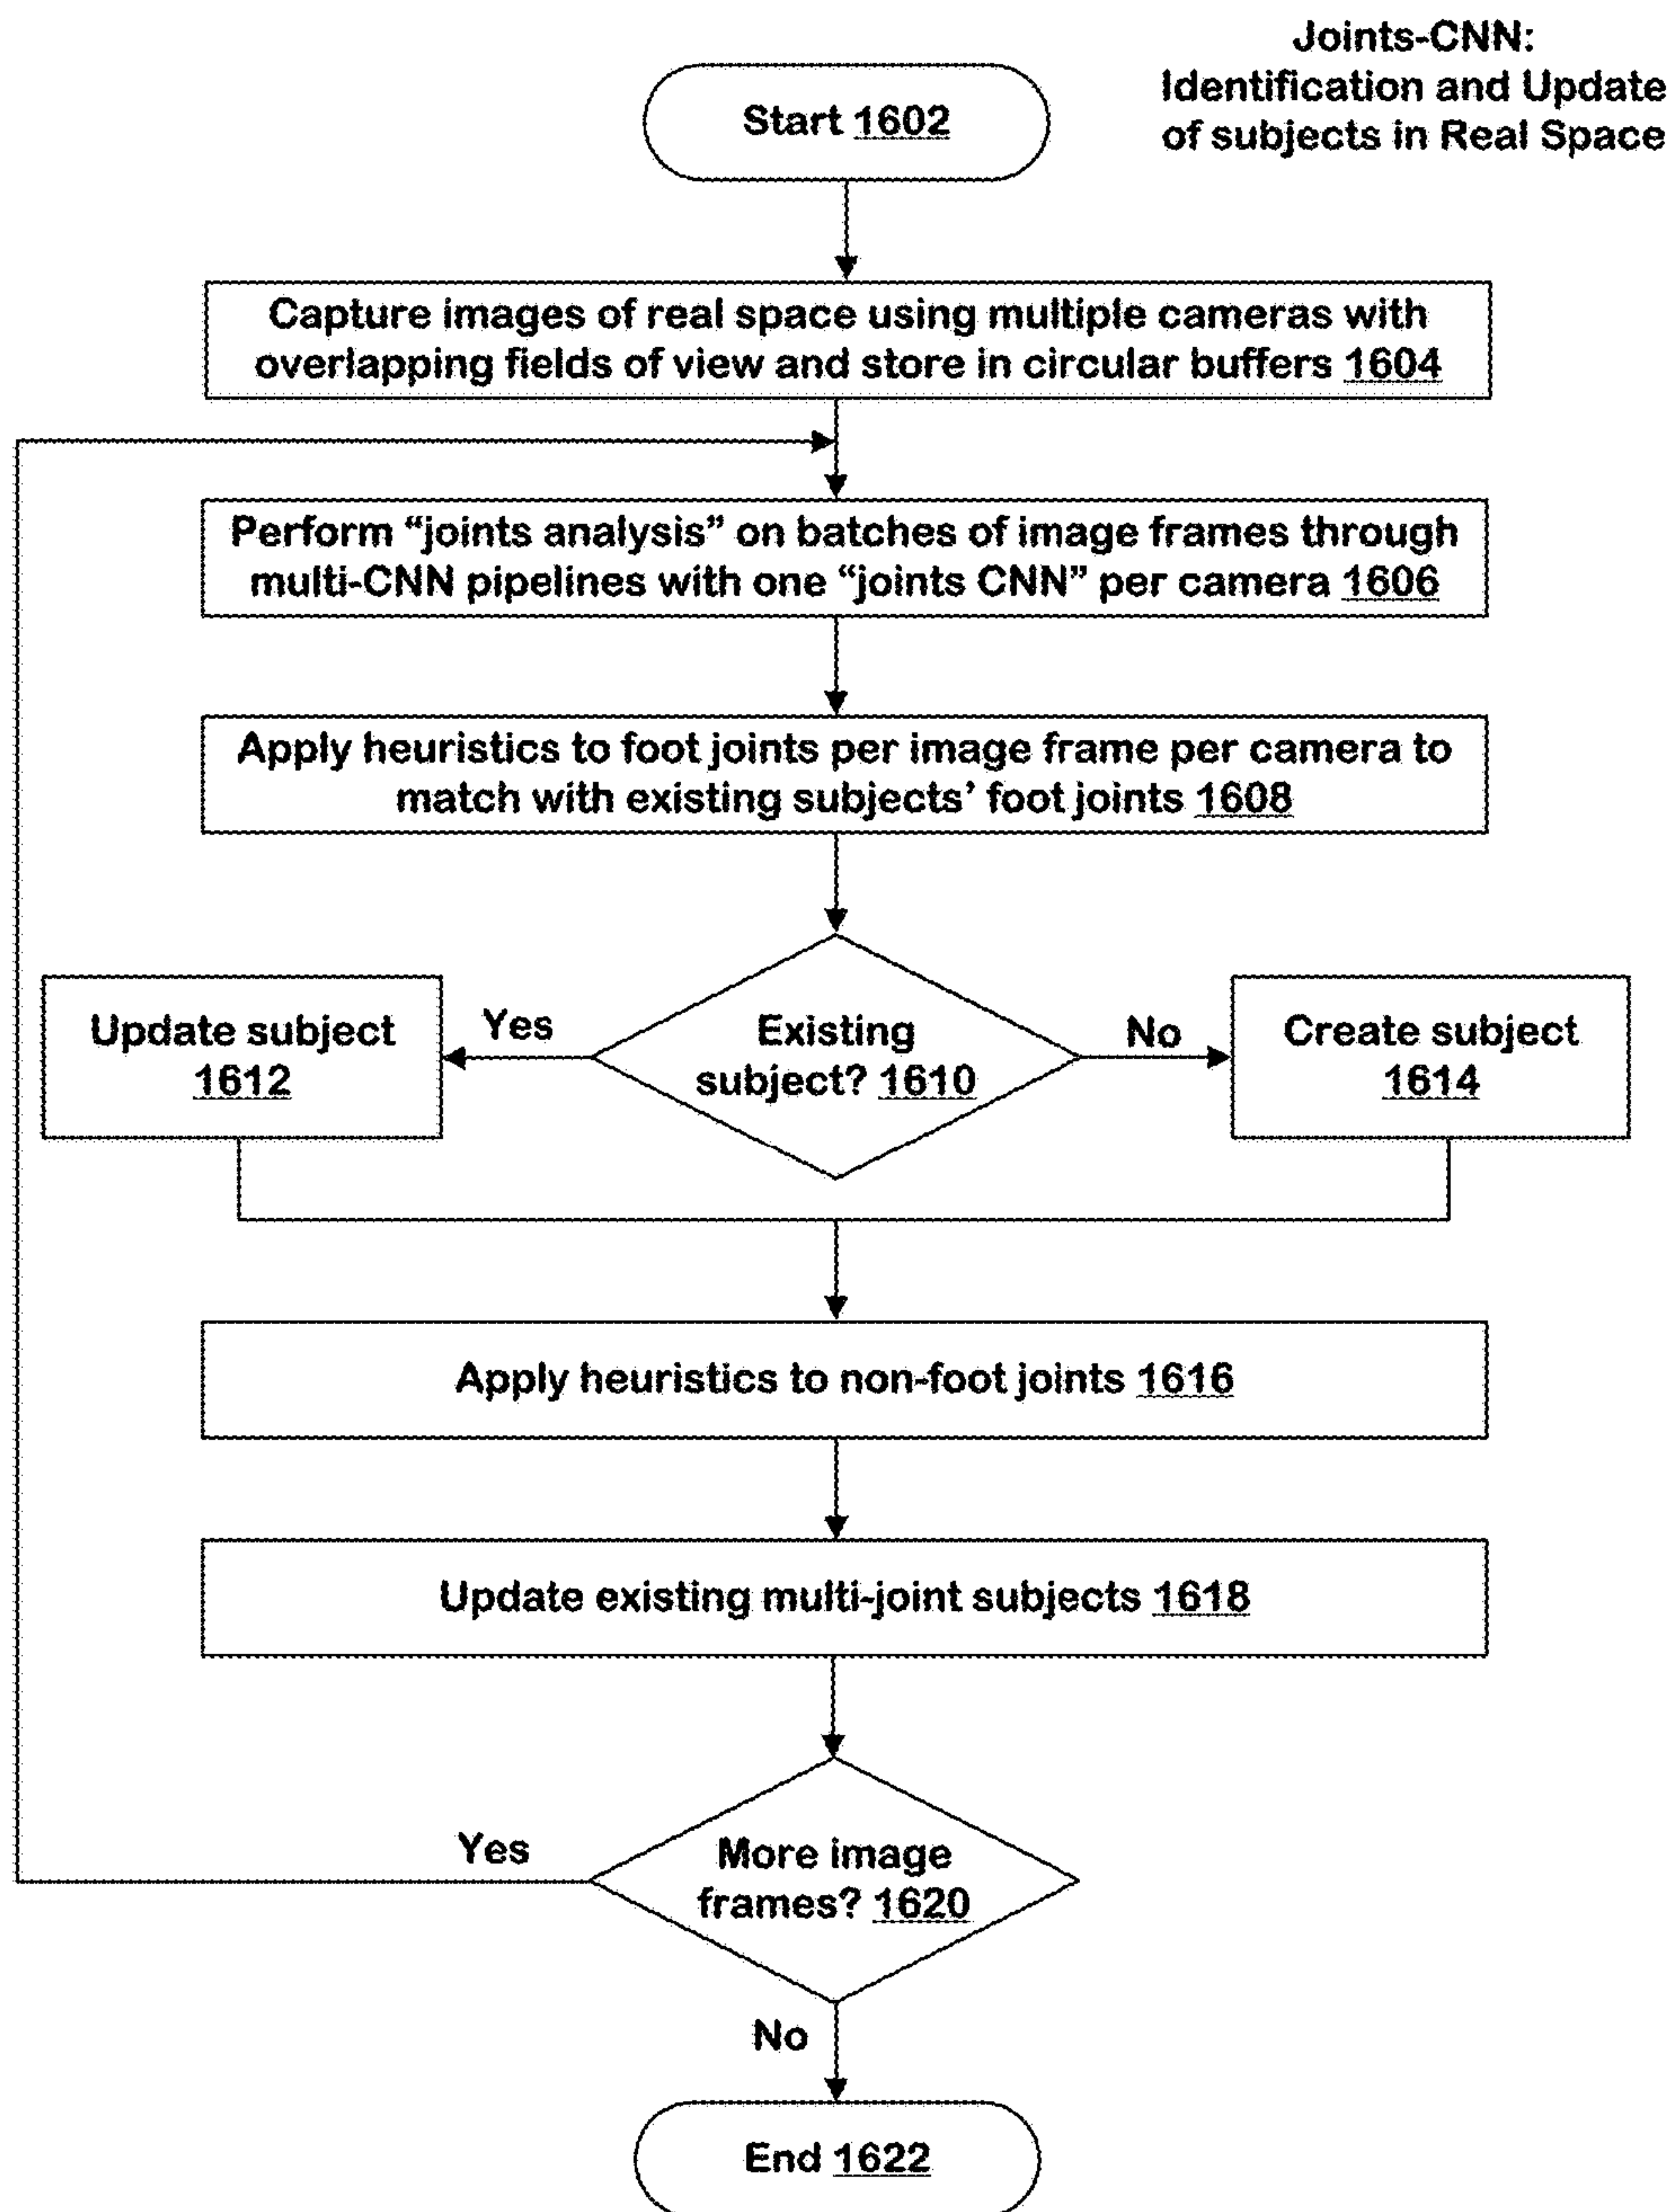 Joints-CNN:
Identification and Update
of subjects in Real Space
Start 1602
Capture images of real space using multiple cameras with
overlapping fields of view and store in circular buffers 1604
Perform “joints analysis” on batches of image frames through
multi-CNN pipelines with one “joints CNN” per camera 1606
Apply heuristics to foot joints per image frame per camera to
match with existing subjects’ foot joints 1608
Existing
subject? 1610
Yes
Update subject
1612
No
Create subject
1614
Apply heuristics to non-foot joints 1616
Update existing multi-joint subjects 1618
More image
frames? 1620
Yes
No
End 1622